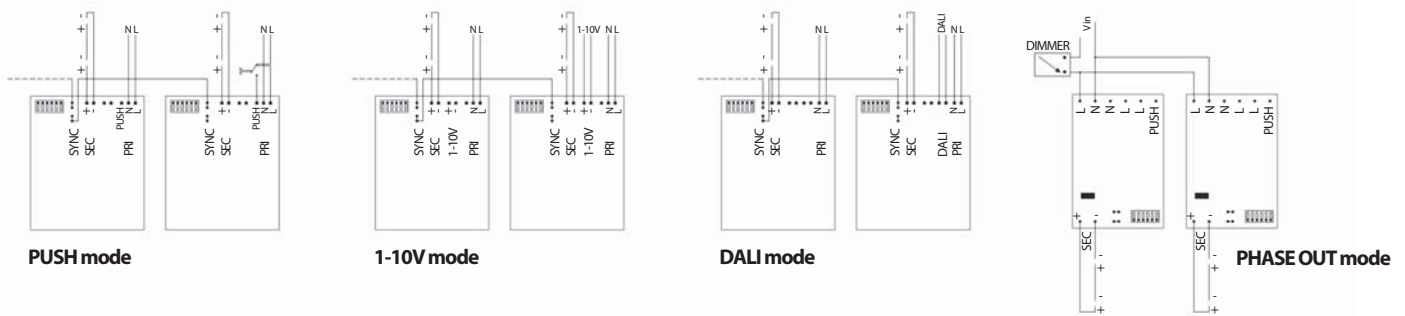 - + - +
N L
SYNC
SEC
+ -
PUSH
N
L
PRI
- + - +
N L
SYNC
SEC
+ -
PUSH
N
L
PRI
PUSH mode
- + - +
N L
SYNC
SEC
+ -
+ -
1-10V
N
L
PRI
- + - +
1-10V N L
SYNC
SEC
+ -
+ -
1-10V
N
L
PRI
1-10V mode
- + - +
N L
SYNC
SEC
+ -
N
L
PRI
- + - +
DALI
N L
SYNC
SEC
+ -
DALI
N
L
PRI
DALI mode
Vin
DIMMER
L N N L L PUSH
+ -
SEC
- + - +
L N N L L PUSH
+ -
SEC
- + - +
PHASE OUT mode